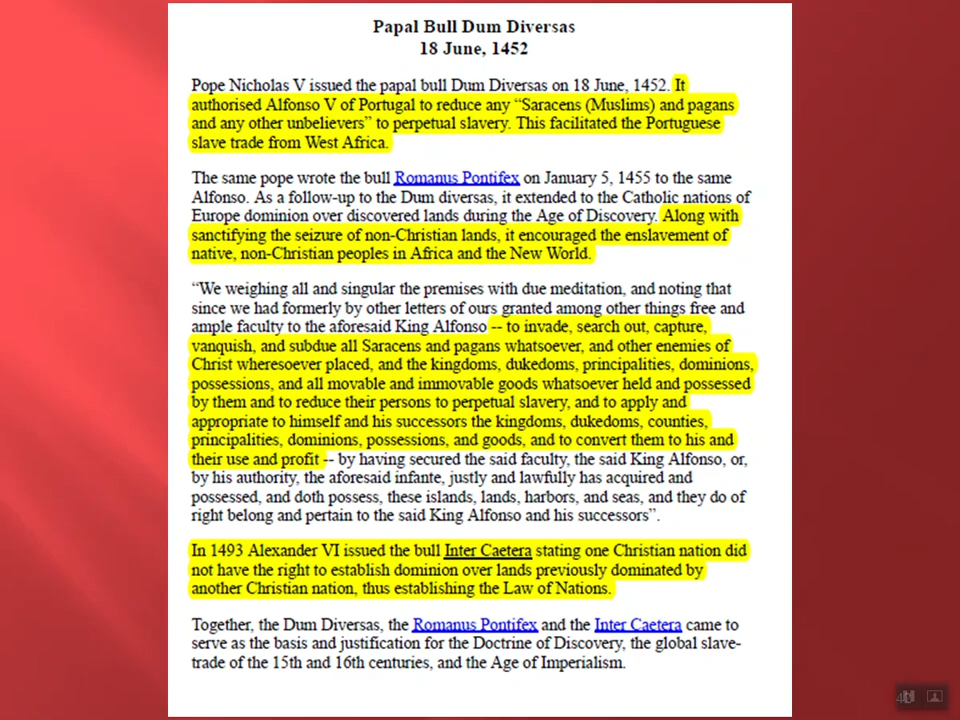 Papal Bull Dum Diversas
18 June, 1452
Pope Nicholas V issued the papal bull Dum Diversas on 18 June, 1452. It
authorised Alfonso V of Portugal to reduce any “Saracens (Muslims) and pagans
and any other unbelievers” to perpetual slavery. This facilitated the Portuguese
slave trade from West Africa.
The same pope wrote the bull Romanus Pontifex on January 5, 1455 to the same
Alfonso. As a follow-up to the Dum diversas, it extended to the Catholic nations of
Europe dominion over discovered lands during the Age of Discovery. Along with
sanctifying the seizure of non-Christian lands, it encouraged the enslavement of
native, non-Christian peoples in Africa and the New World.
“We weighing all and singular the premises with due meditation, and noting that
since we had formerly by other letters of ours granted among other things free and
ample faculty to the aforesaid King Alfonso -- to invade, search out, capture,
vanquish, and subdue all Saracens and pagans whatsoever, and other enemies of
Christ wheresoever placed, and the kingdoms, dukedoms, principalities, dominions,
possessions, and all movable and immovable goods whatsoever held and possessed
by them and to reduce their persons to perpetual slavery, and to apply and
appropriate to himself and his successors the kingdoms, dukedoms, counties,
principalities, dominions, possessions, and goods, and to convert them to his and
their use and profit -- by having secured the said faculty, the said King Alfonso, or,
by his authority, the aforesaid infante, justly and lawfully has acquired and
possessed, and doth possess, these islands, lands, harbors, and seas, and they do of
right belong and pertain to the said King Alfonso and his successors”.
In 1493 Alexander VI issued the bull Inter Caetera stating one Christian nation did
not have the right to establish dominion over lands previously dominated by
another Christian nation, thus establishing the Law of Nations.
Together, the Dum Diversas, the Romanus Pontifex and the Inter Caetera came to
serve as the basis and justification for the Doctrine of Discovery, the global slave-
trade of the 15th and 16th centuries, and the Age of Imperialism.